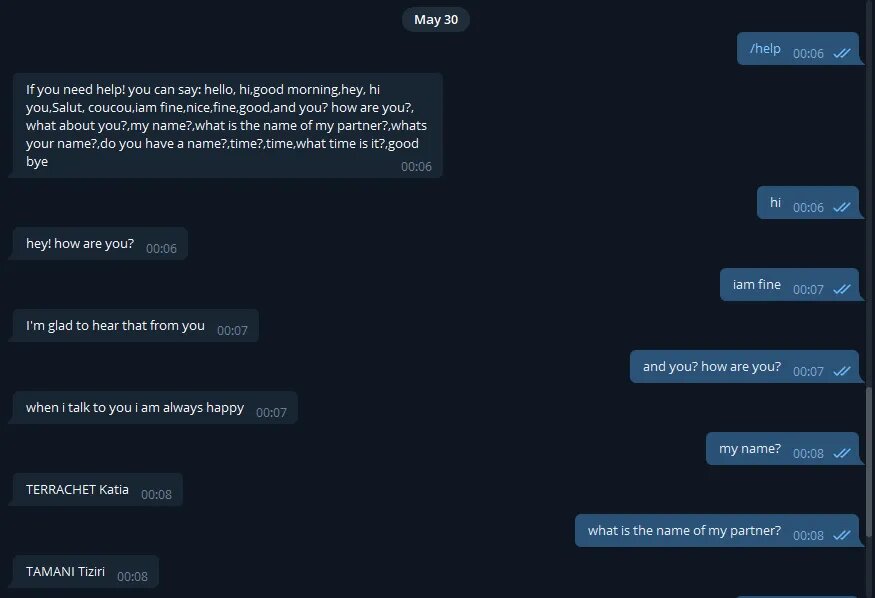 May 30
/help 00:06
If you need help! you can say: hello, hi,good morning,hey, hi
you,Salut, coucou,iam fine,nice,fine,good,and you? how are you?,
what about you?,my name?,what is the name of my partner?,whats
your name?,do you have a name?,time?,time,what time is it?,good
bye 00:06
hi 00:06
hey! how are you? 00:06
iam fine 00:07
I'm glad to hear that from you 00:07
and you? how are you? 00:07
when i talk to you i am always happy 00:07
my name? 00:08
TERRACHET Katia 00:08
what is the name of my partner? 00:08
TAMANI Tiziri 00:08